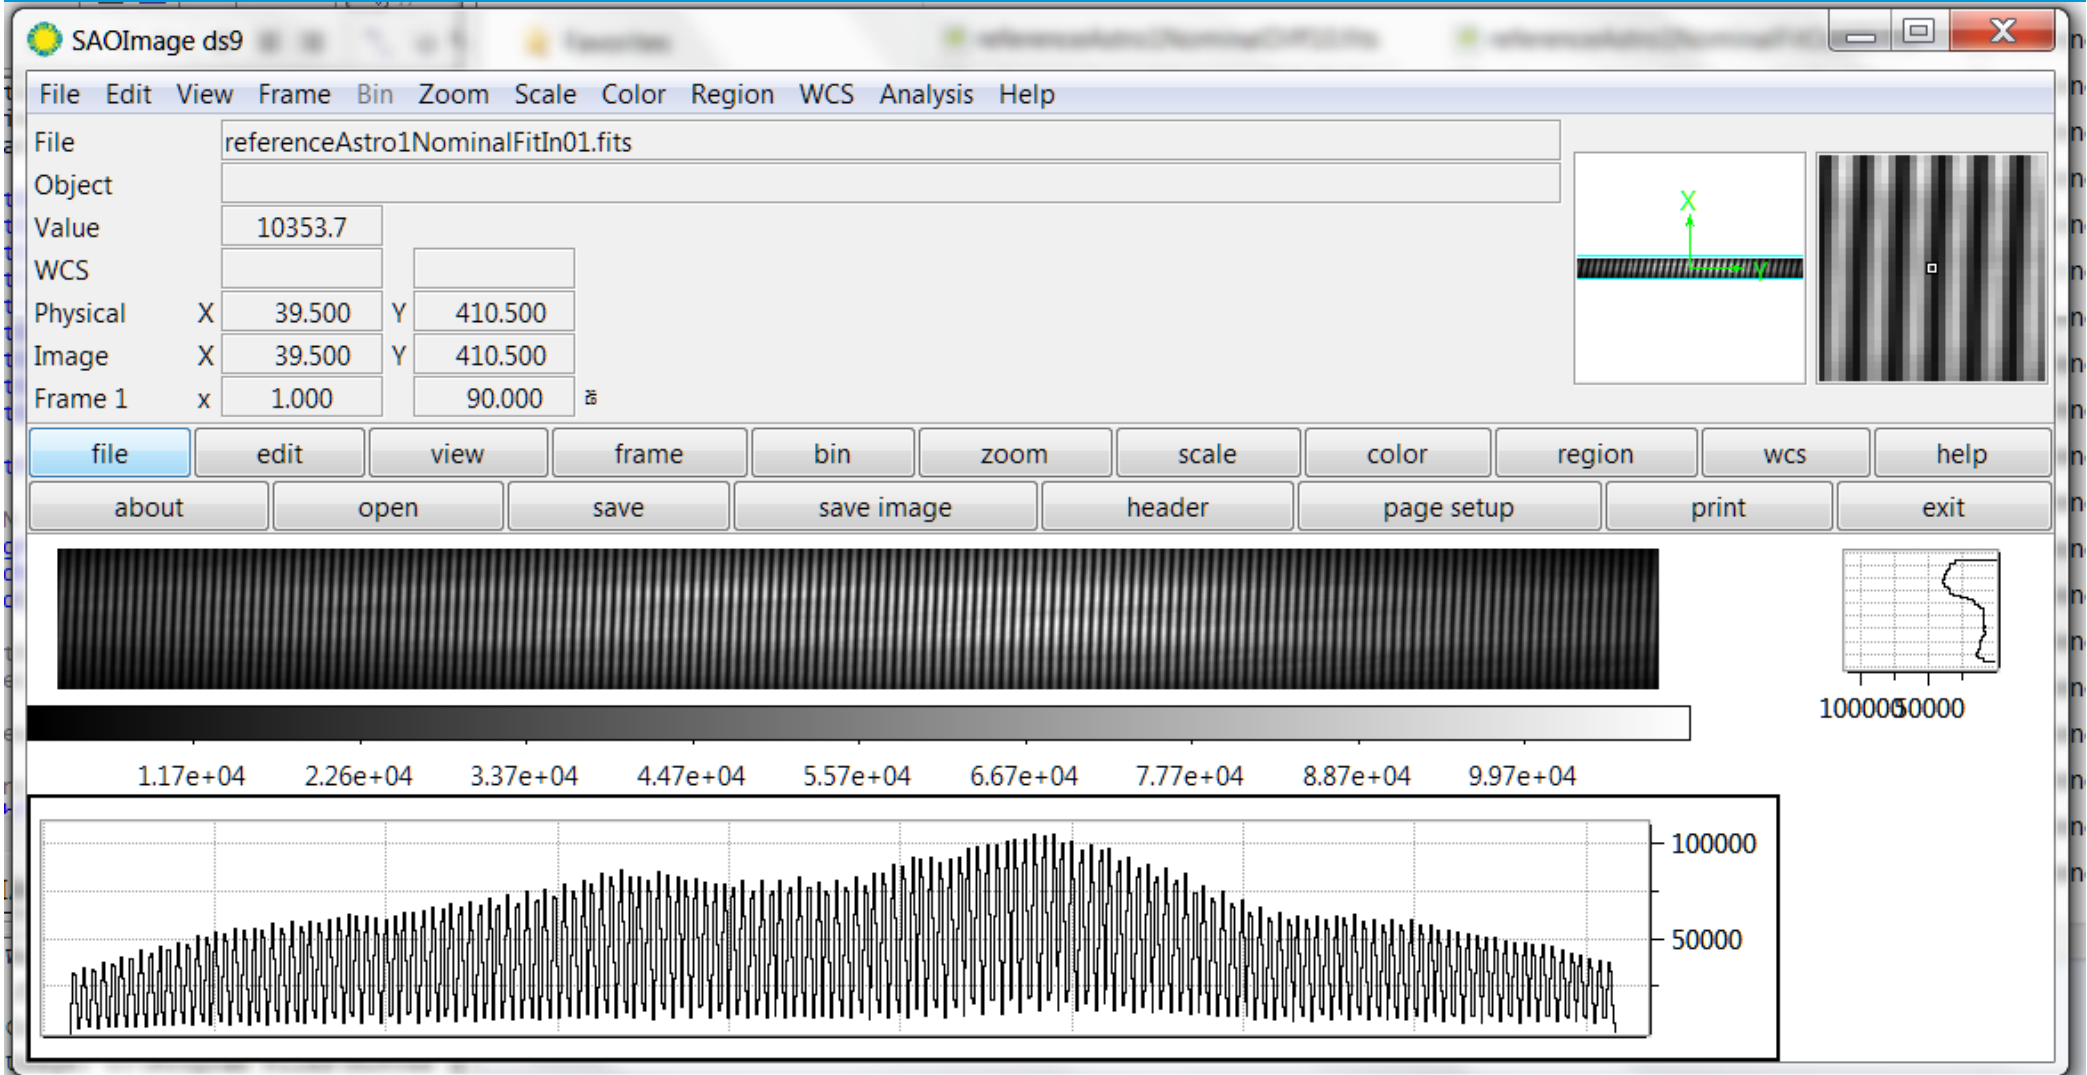 SAOImage ds9
File Edit View Frame Bin Zoom Scale Color Region WCS Analysis Help
File referenceAstro1NominalFitIn01.fits
Object
Value 10353.7
WCS
Physical X 39.500 Y 410.500
Image X 39.500 Y 410.500
Frame 1 x 1.000 90.000
X
y
file edit view frame bin zoom scale color region wcs help
about open save save image header page setup print exit
100000 50000
1.17e+04 2.26e+04 3.37e+04 4.47e+04 5.57e+04 6.67e+04 7.77e+04 8.87e+04 9.97e+04
100000
50000